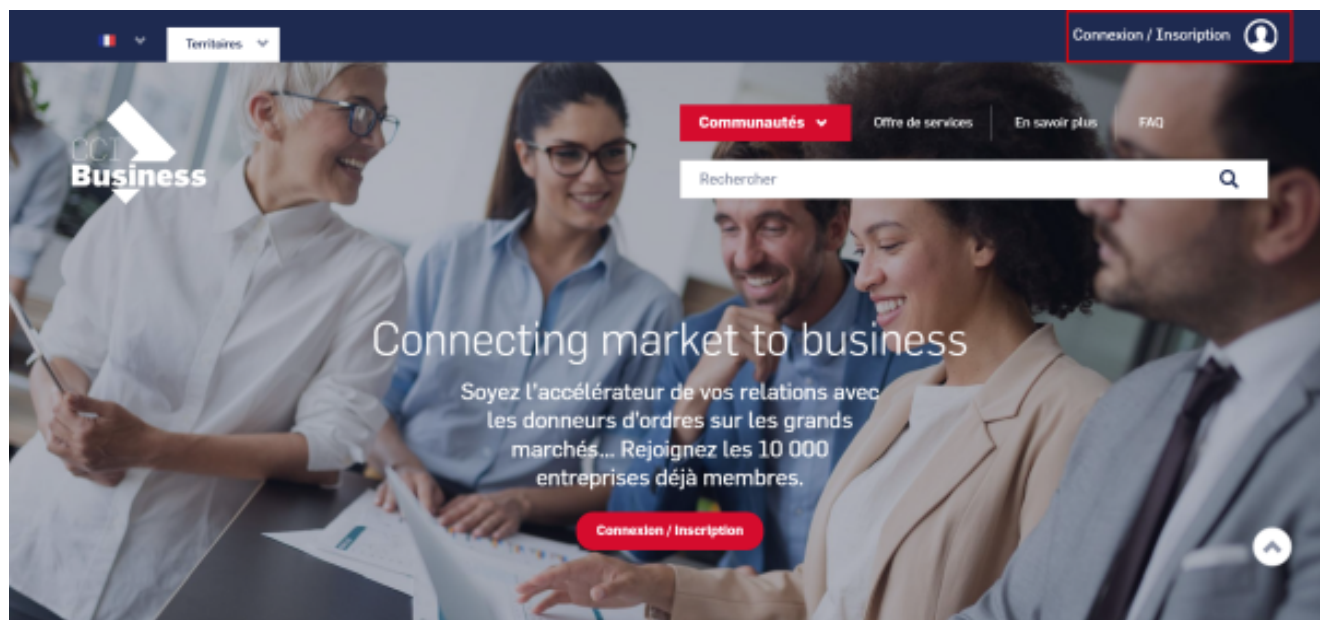 Territoires
Connexion / Inscription
CCI
Business
Communautés
Offre de services
En savoir plus
FAQ
Rechercher
Connecting market to business
Soyez l'accélérateur de vos relations avec
les donneurs d'ordres sur les grands
marchés... Rejoignez les 10 000
entreprises déjà membres.
Connexion / Inscription